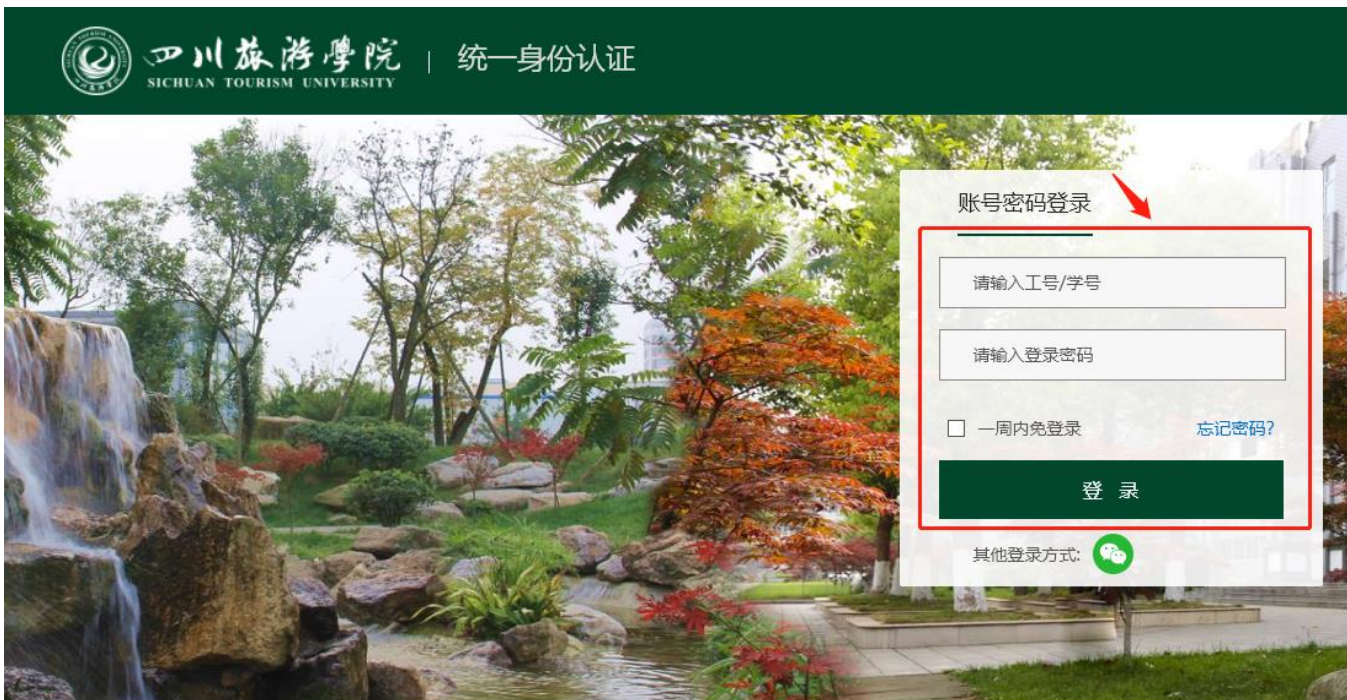 四川旅游學院
SICHUAN TOURISM UNIVERSITY
统一身份认证
账号密码登录
请输入工号/学号
请输入登录密码
一周内免登录
忘记密码?
登 录
其他登录方式: